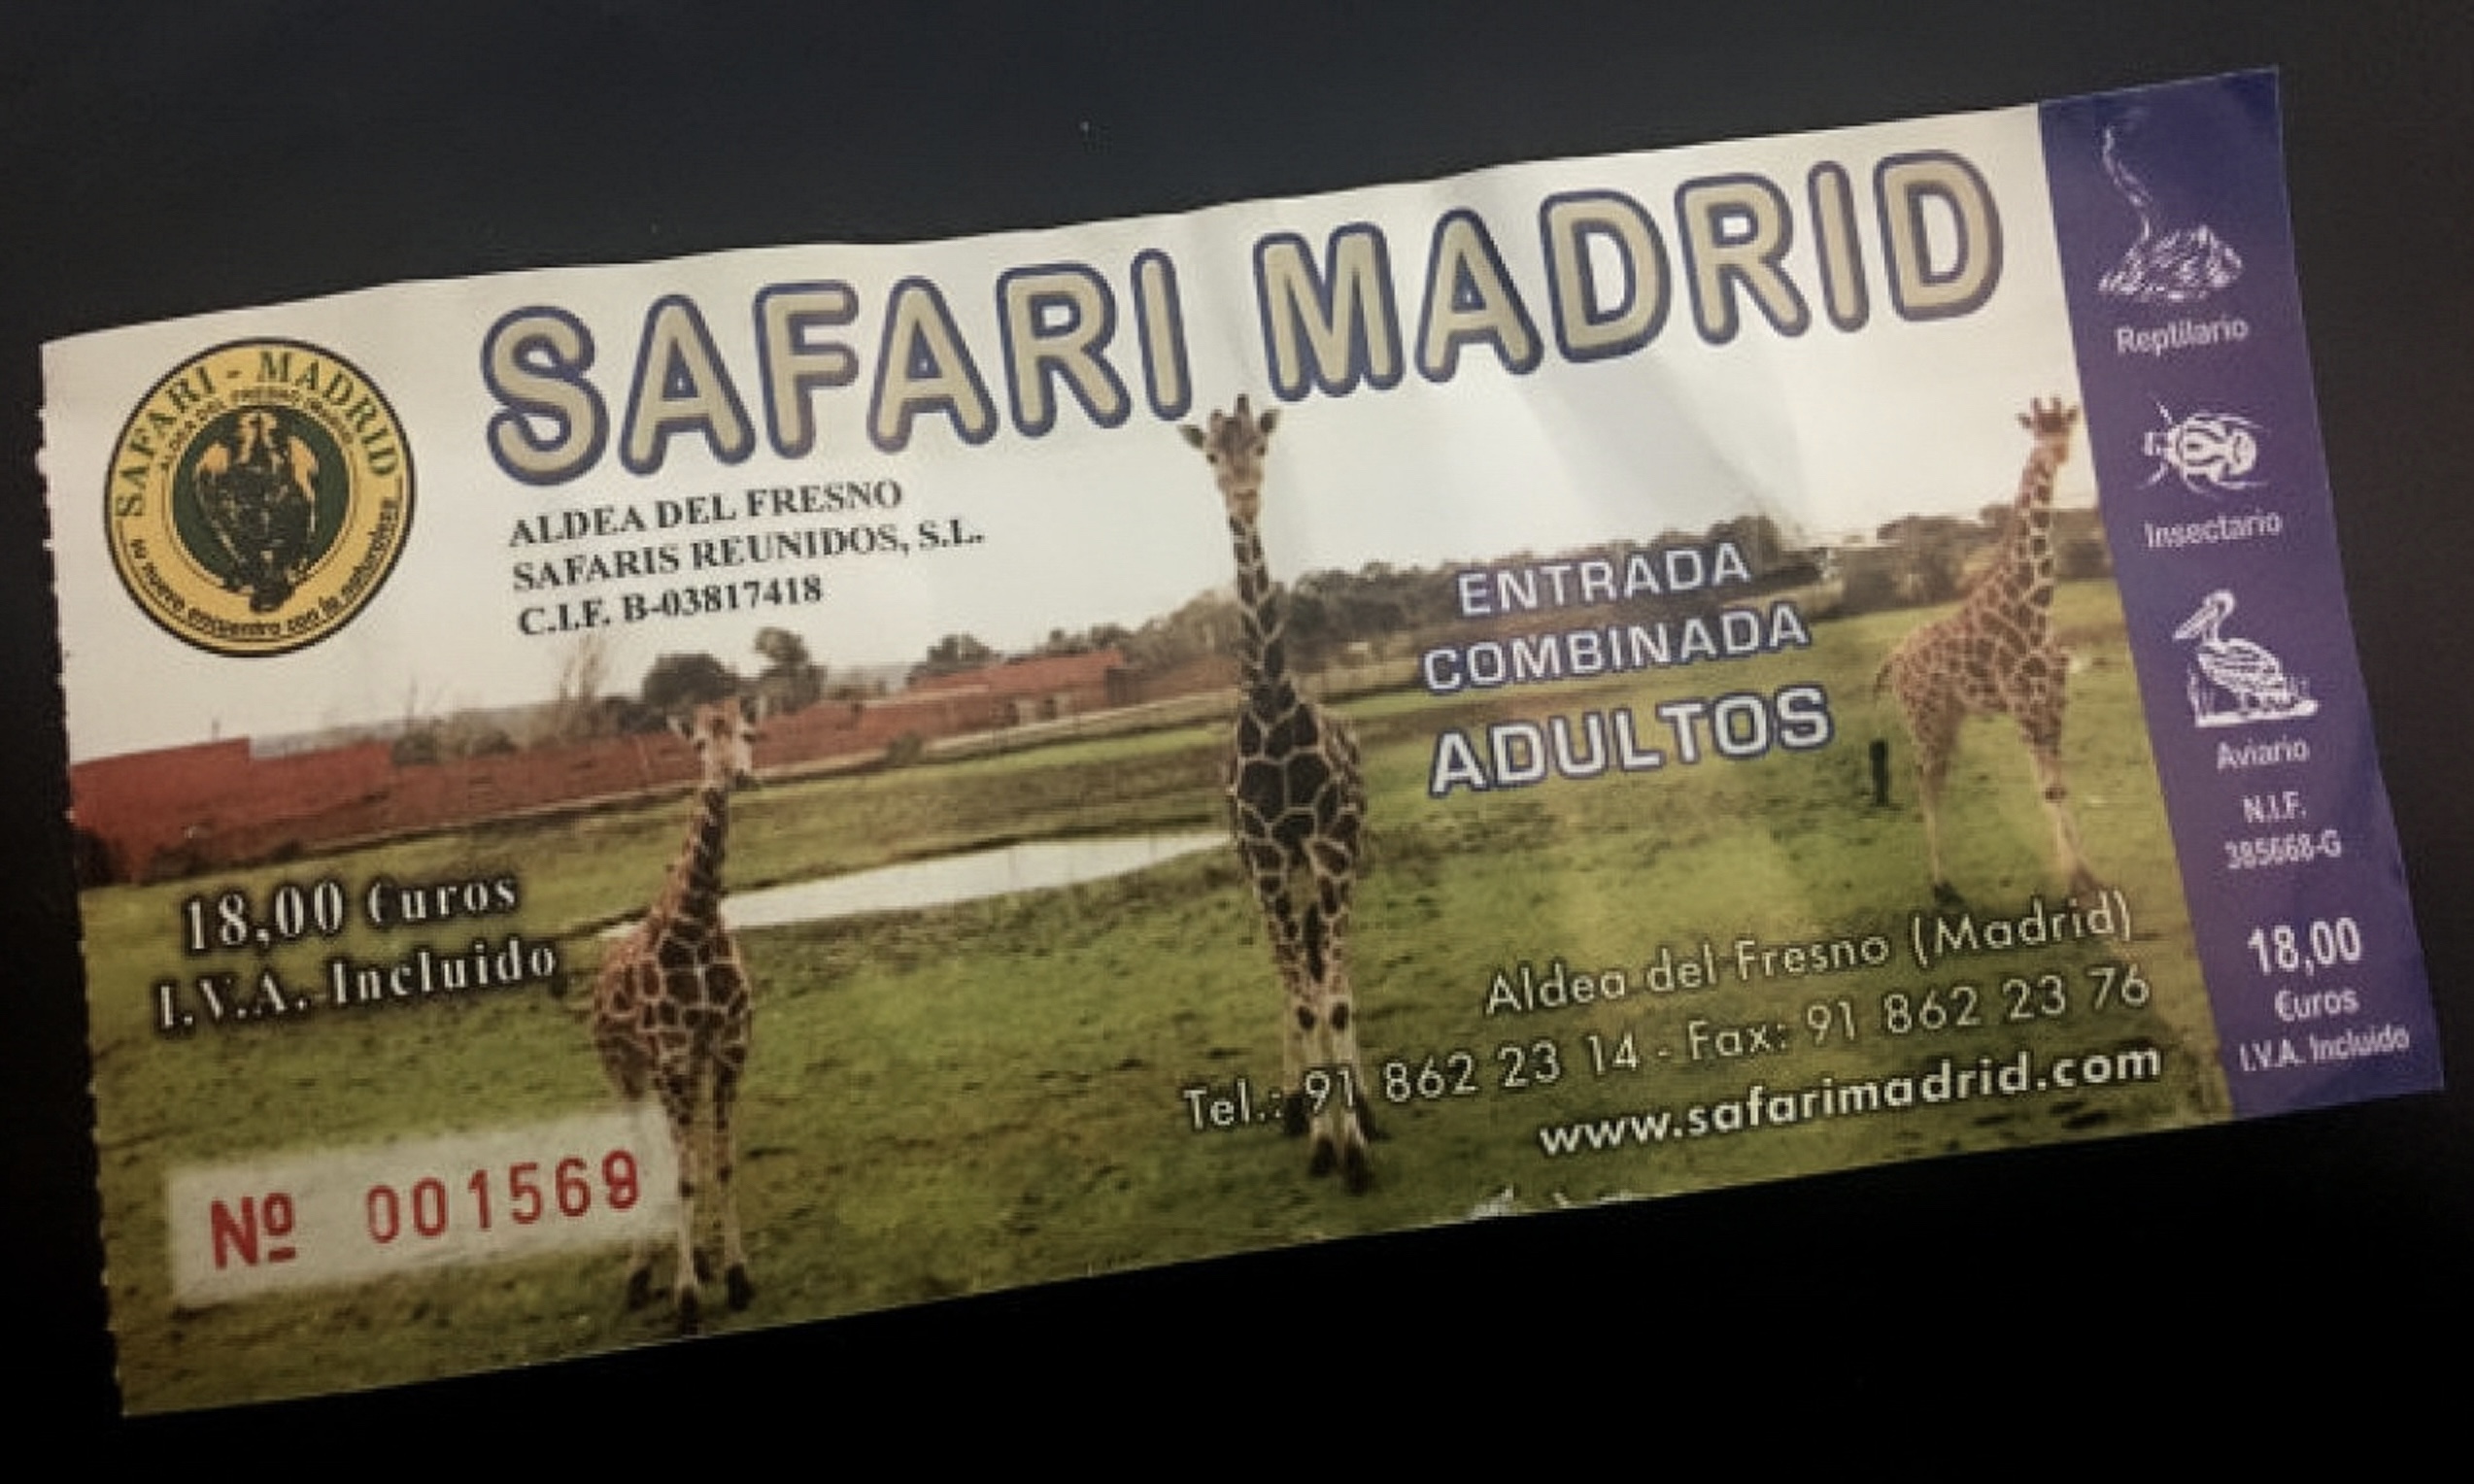 SAFARI MADRID
SAFARI - MADRID
ALDEA DEL FRESNO
SAFARIS REUNIDOS, S.L.
C.I.F. B-03817418
ENTRADA
COMBINADA
ADULTOS
18,00 €uros
I.V.A. Incluido
Nº 001569
Aldea del Fresno (Madrid)
Tel.: 91 862 23 14 - Fax: 91 862 23 76
www.safarimadrid.com
Reptilario
Insectario
Aviario
N.I.F.
385668-G
18,00
€uros
I.V.A. Incluido